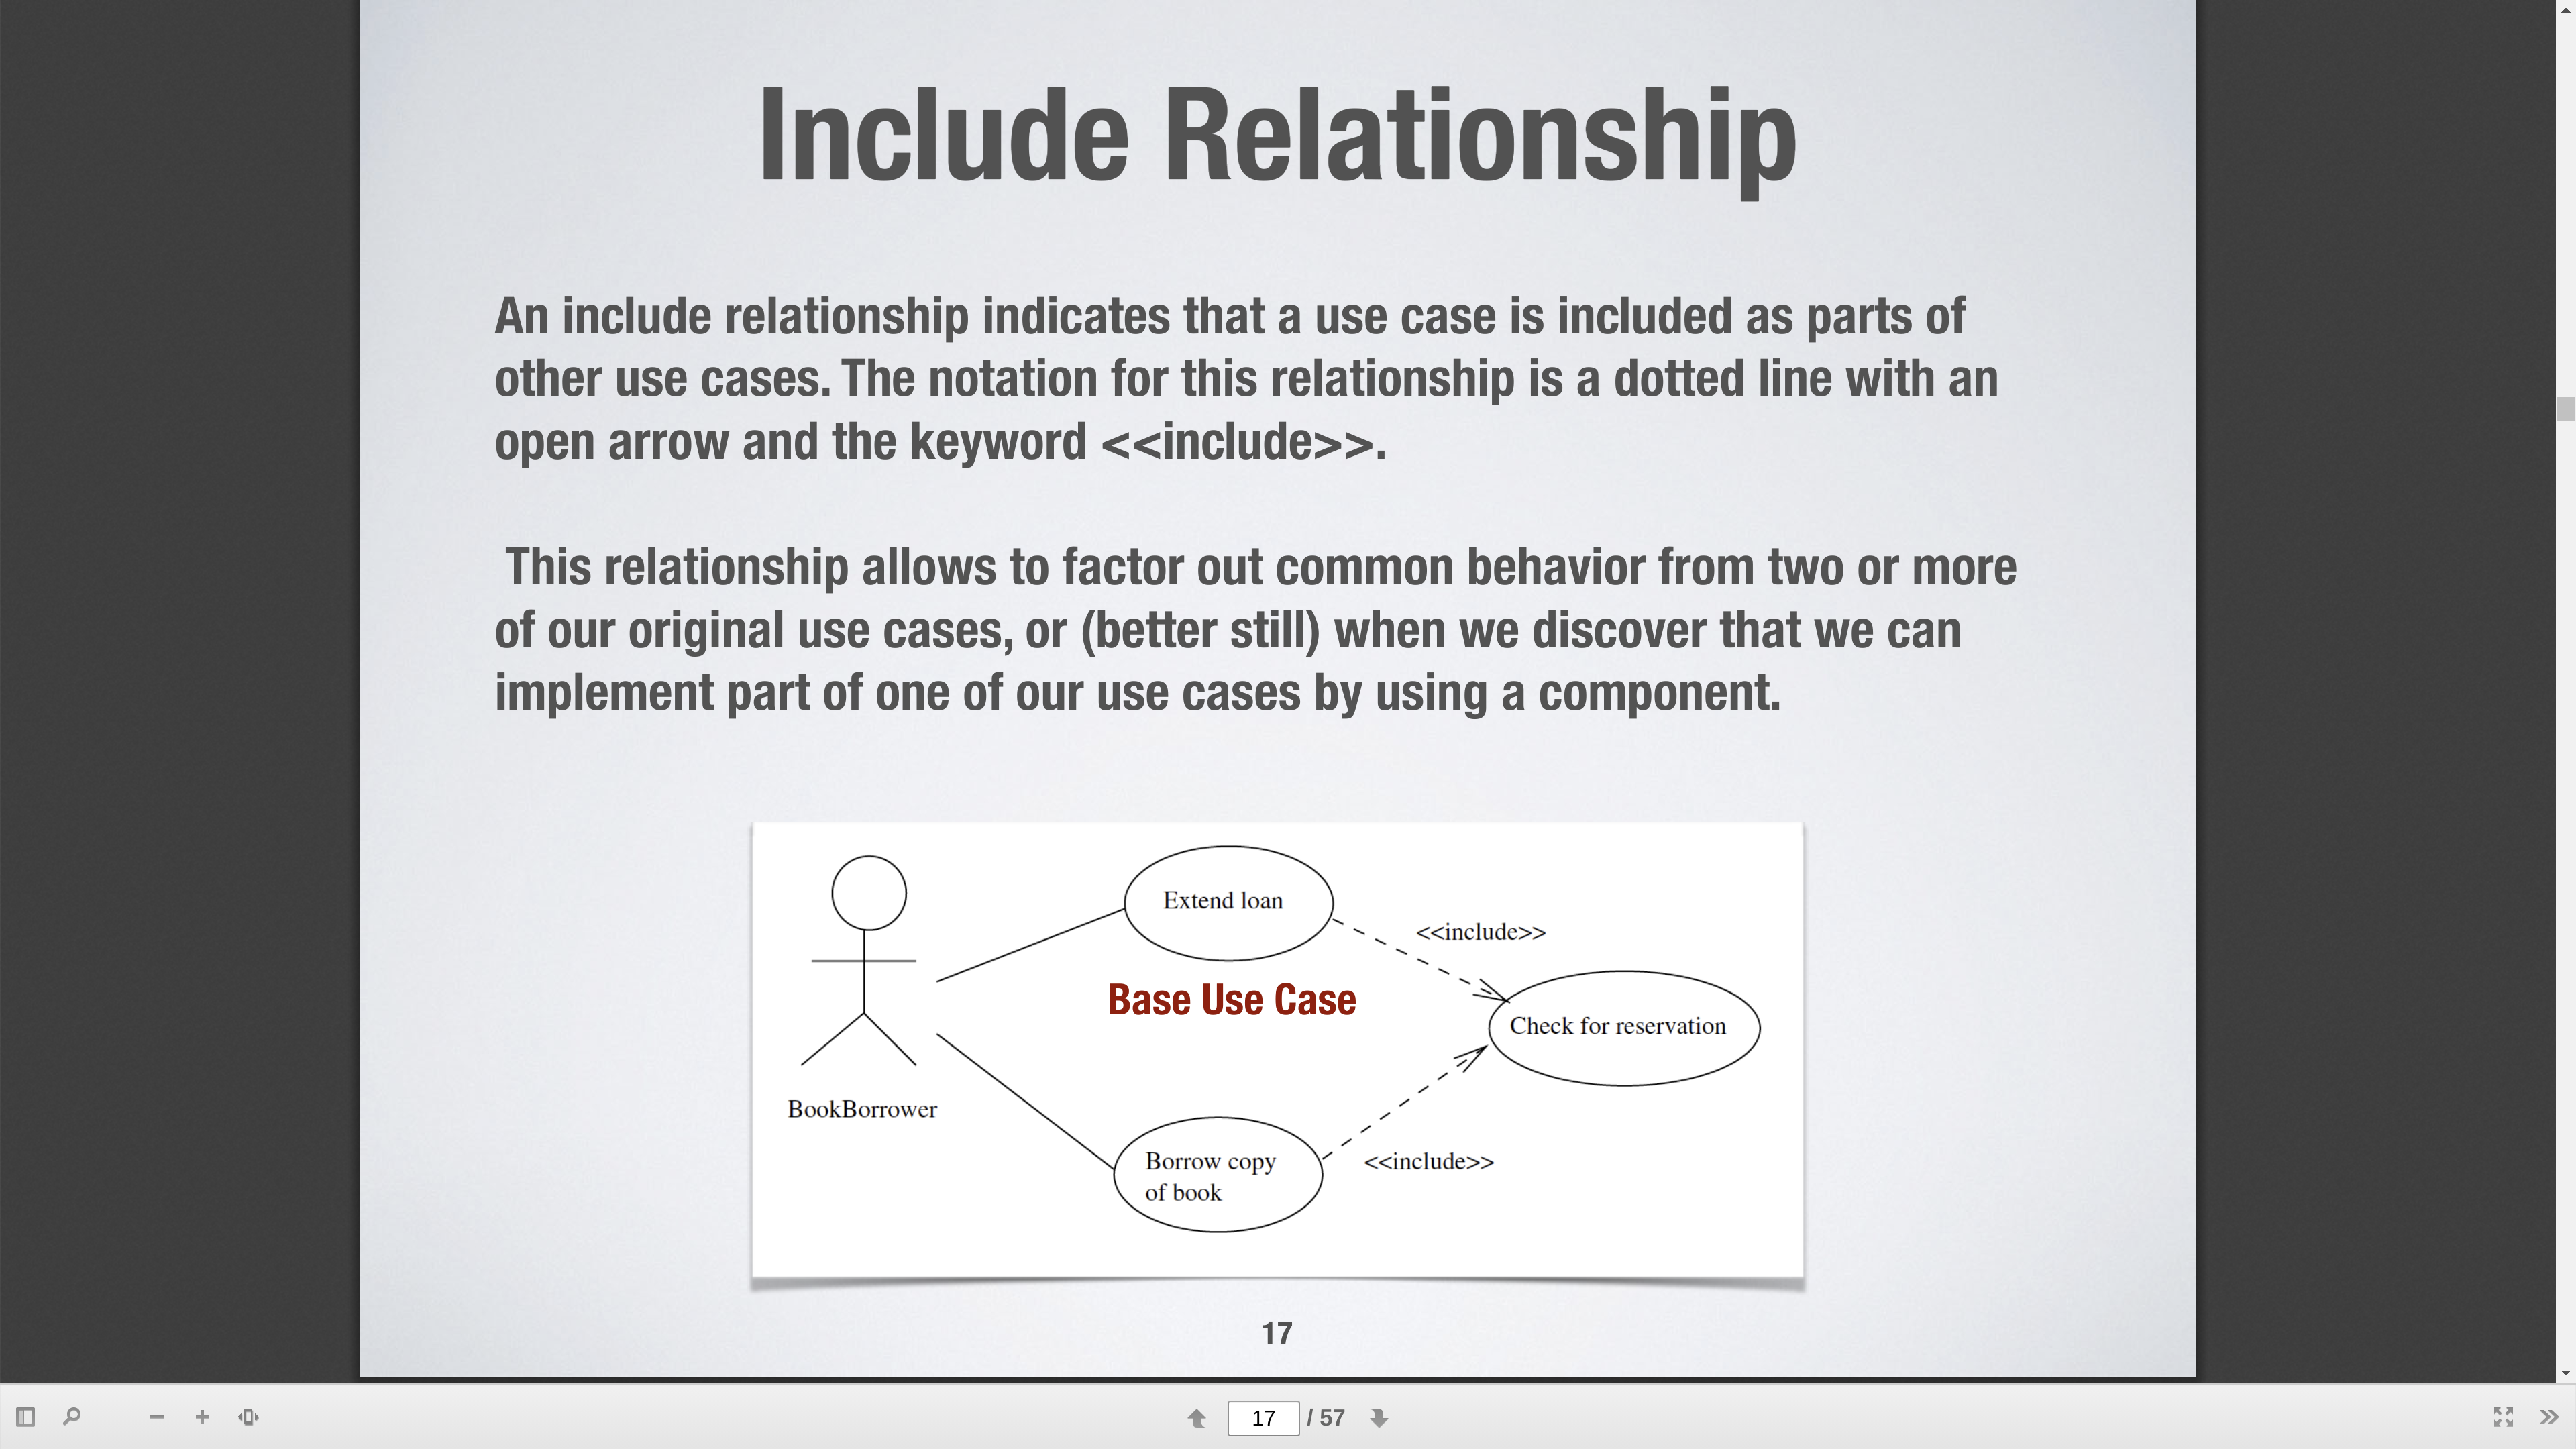 Include Relationship
An include relationship indicates that a use case is included as parts of
other use cases. The notation for this relationship is a dotted line with an
open arrow and the keyword <<include>>.
This relationship allows to factor out common behavior from two or more
of our original use cases, or (better still) when we discover that we can
implement part of one of our use cases by using a component.
Extend loan
<<include>>
Base Use Case
Check for reservation
BookBorrower
Borrow copy
of book
<<include>>
17
17 / 57